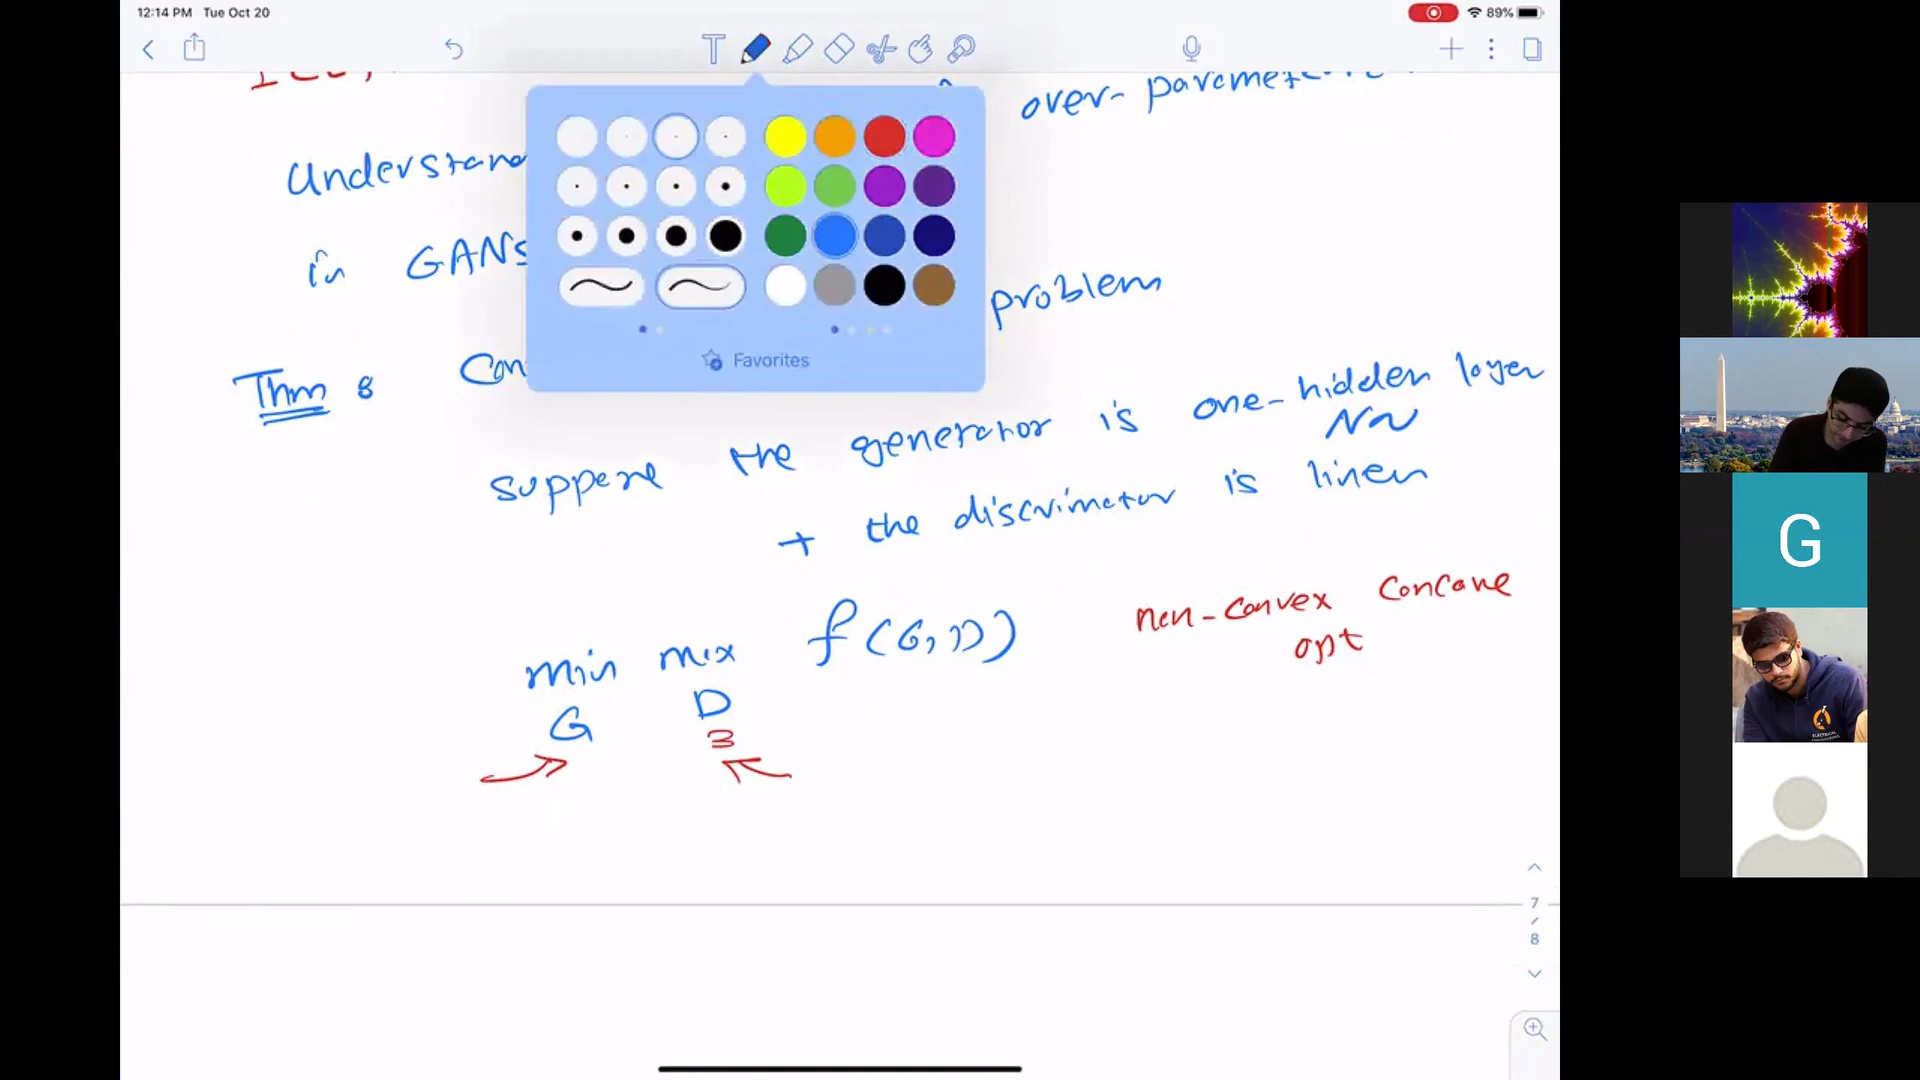 12:14 PM Tue Oct 20
89%
T
over-
Understand
in GANs
problem
Favorites
Thm 8 Con
suppose the generator is one-hidden layer
NN
+ the discriminator is linear
min max f(G, D)
G D
non-convex concave
opt
7
/
8
G